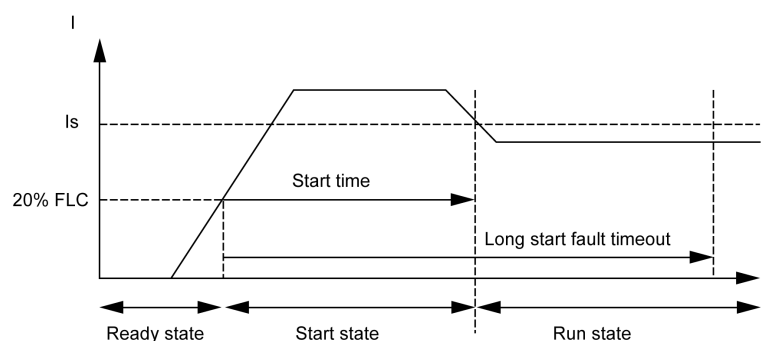 I
Is
Start time
20% FLC
Long start fault timeout
Ready state
Start state
Run state